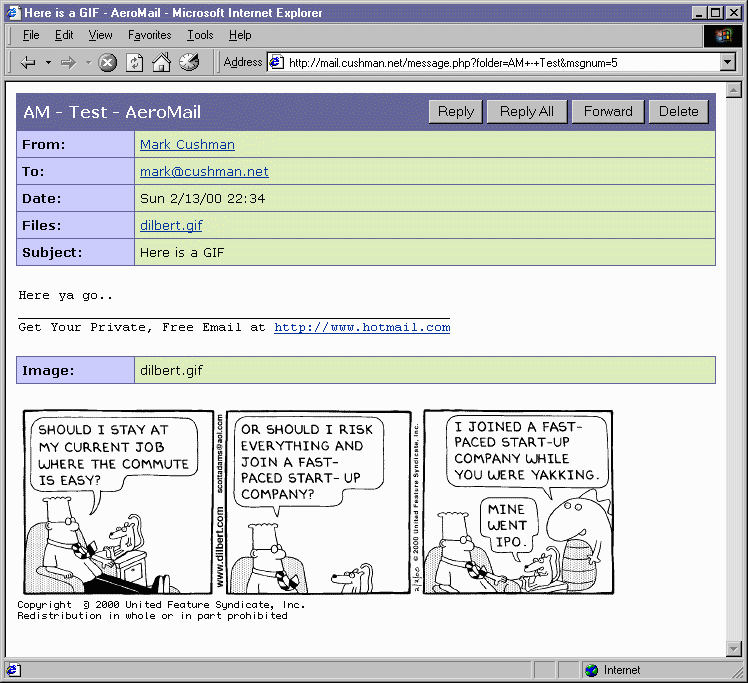 Here is a GIF - AeroMail - Microsoft Internet Explorer
File Edit View Favorites Tools Help
Address http://mail.cushman.net/message.php?folder=AM+-+Test&msgnum=5
AM - Test - AeroMail Reply Reply All Forward Delete
From: Mark Cushman
To: mark@cushman.net
Date: Sun 2/13/00 22:34
Files: dilbert.gif
Subject: Here is a GIF
Here ya go..
Get Your Private, Free Email at http://www.hotmail.com
Image: dilbert.gif
SHOULD I STAY AT
MY CURRENT JOB
WHERE THE COMMUTE
IS EASY?
www.dilbert.com scottadams@aol.com
OR SHOULD I RISK
EVERYTHING AND
JOIN A FAST-
PACED START-UP
COMPANY?
2/2/00 © 2000 United Feature Syndicate, Inc.
I JOINED A FAST-
PACED START-UP
COMPANY WHILE
YOU WERE YAKKING.
MINE
WENT
IPO.
Copyright © 2000 United Feature Syndicate, Inc.
Redistribution in whole or in part prohibited
Internet